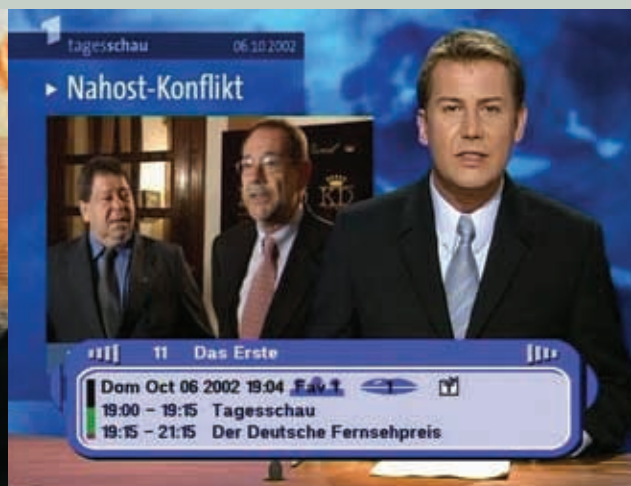 tagesschau 06.10.2002
▸ Nahost-Konflikt
KD
11 Das Erste
Dom Oct 06 2002 19:04 Fav 1 1
19:00 - 19:15 Tagesschau
19:15 - 21:15 Der Deutsche Fernsehpreis